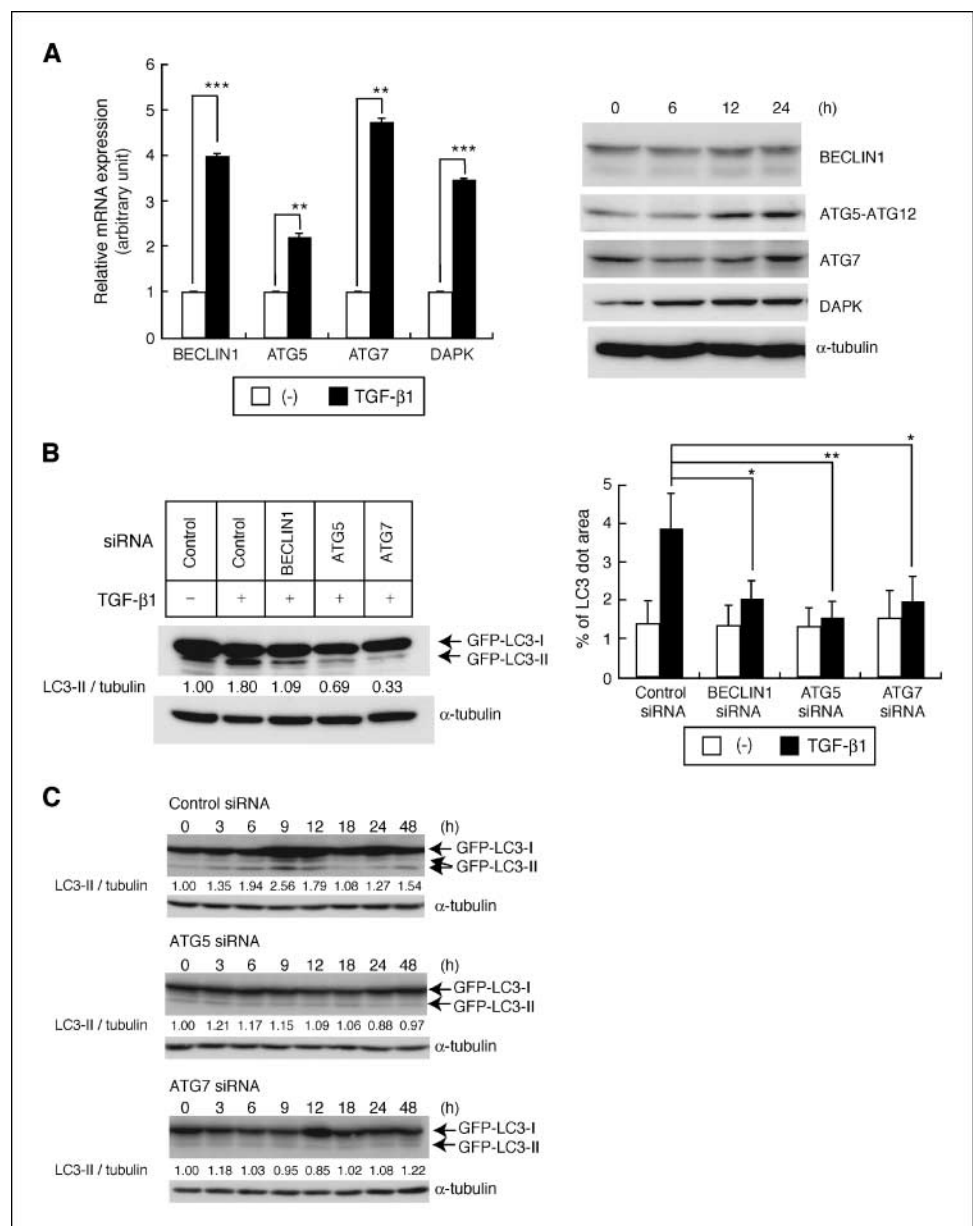 A
Relative mRNA expression
(arbitrary unit)
6
5
4
3
2
1
0
***
**
**
***
BECLIN1 ATG5 ATG7 DAPK
(-) TGF-β1
0 6 12 24 (h)
BECLIN1
ATG5-ATG12
ATG7
DAPK
α-tubulin
B
siRNA Control Control BECLIN1 ATG5 ATG7
TGF-β1 − + + + +
GFP-LC3-I
GFP-LC3-II
LC3-II / tubulin 1.00 1.80 1.09 0.69 0.33
α-tubulin
% of LC3 dot area
5
4
3
2
1
0
*
**
*
Control siRNA BECLIN1 siRNA ATG5 siRNA ATG7 siRNA
(-) TGF-β1
C
Control siRNA
0 3 6 9 12 18 24 48 (h)
GFP-LC3-I
GFP-LC3-II
LC3-II / tubulin 1.00 1.35 1.94 2.56 1.79 1.08 1.27 1.54
α-tubulin
ATG5 siRNA
0 3 6 9 12 18 24 48 (h)
GFP-LC3-I
GFP-LC3-II
LC3-II / tubulin 1.00 1.21 1.17 1.15 1.09 1.06 0.88 0.97
α-tubulin
ATG7 siRNA
0 3 6 9 12 18 24 48 (h)
GFP-LC3-I
GFP-LC3-II
LC3-II / tubulin 1.00 1.18 1.03 0.95 0.85 1.02 1.08 1.22
α-tubulin